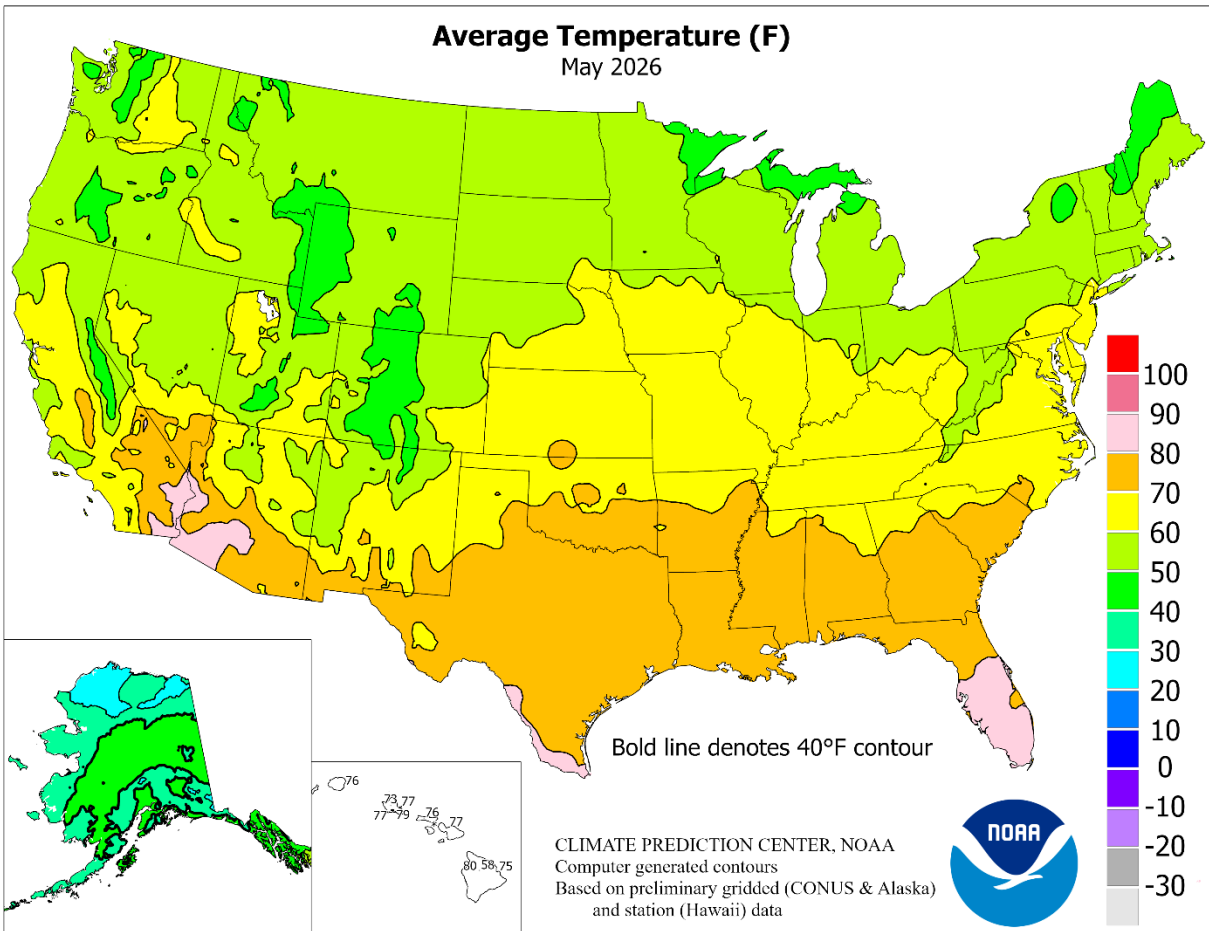 Average Temperature (F)
May 2026
100
90
80
70
60
50
40
30
20
10
0
-10
-20
-30
Bold line denotes 40°F contour
76
73 77
77 79 76
77
80 58 75
CLIMATE PREDICTION CENTER, NOAA
Computer generated contours
Based on preliminary gridded (CONUS & Alaska)
and station (Hawaii) data
NOAA